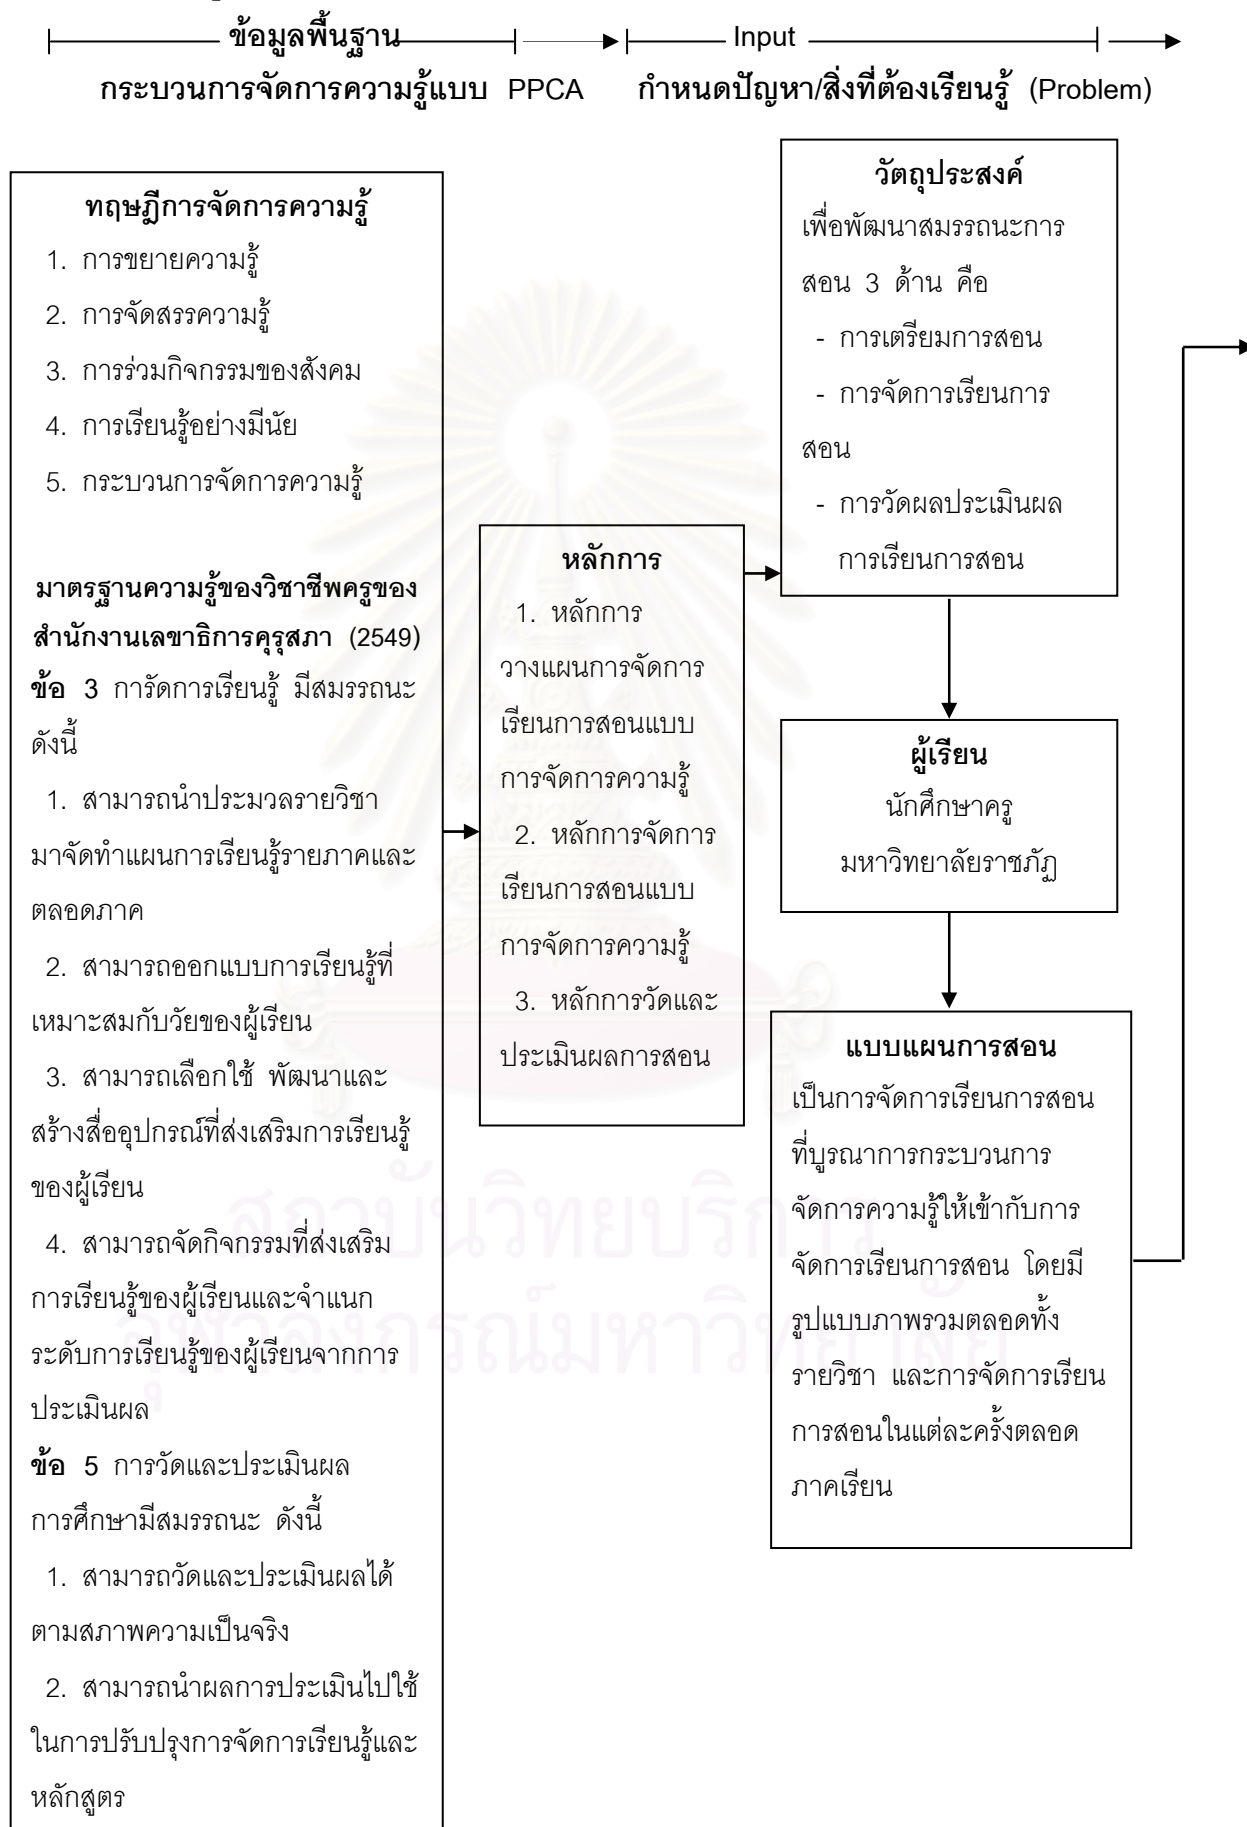 ข้อมูลพื้นฐาน
Input
กระบวนการจัดการความรู้แบบ PPCA
กำหนดปัญหา/สิ่งที่ต้องเรียนรู้ (Problem)
ทฤษฎีการจัดการความรู้
1. การขยายความรู้
2. การจัดสรรความรู้
3. การร่วมกิจกรรมของสังคม
4. การเรียนรู้อย่างมีนัย
5. กระบวนการจัดการความรู้
มาตรฐานความรู้ของวิชาชีพครูของ
สำนักงานเลขาธิการคุรุสภา (2549)
ข้อ 3 การัดการเรียนรู้ มีสมรรถนะ
ดังนี้
1. สามารถนำประมวลรายวิชา
มาจัดทำแผนการเรียนรู้รายภาคและ
ตลอดภาค
2. สามารถออกแบบการเรียนรู้ที่
เหมาะสมกับวัยของผู้เรียน
3. สามารถเลือกใช้ พัฒนาและ
สร้างสื่ออุปกรณ์ที่ส่งเสริมการเรียนรู้
ของผู้เรียน
4. สามารถจัดกิจกรรมที่ส่งเสริม
การเรียนรู้ของผู้เรียนและจำแนก
ระดับการเรียนรู้ของผู้เรียนจากการ
ประเมินผล
ข้อ 5 การวัดและประเมินผล
การศึกษามีสมรรถนะ ดังนี้
1. สามารถวัดและประเมินผลได้
ตามสภาพความเป็นจริง
2. สามารถนำผลการประเมินไปใช้
ในการปรับปรุงการจัดการเรียนรู้และ
หลักสูตร
หลักการ
1. หลักการ
วางแผนการจัดการ
เรียนการสอนแบบ
การจัดการความรู้
2. หลักการจัดการ
เรียนการสอนแบบ
การจัดการความรู้
3. หลักการวัดและ
ประเมินผลการสอน
วัตถุประสงค์
เพื่อพัฒนาสมรรถนะการ
สอน 3 ด้าน คือ
- การเตรียมการสอน
- การจัดการเรียนการ
สอน
- การวัดผลประเมินผล
การเรียนการสอน
ผู้เรียน
นักศึกษาครู
มหาวิทยาลัยราชภัฏ
แบบแผนการสอน
เป็นการจัดการเรียนการสอน
ที่บูรณาการกระบวนการ
จัดการความรู้ให้เข้ากับการ
จัดการเรียนการสอน โดยมี
รูปแบบภาพรวมตลอดทั้ง
รายวิชา และการจัดการเรียน
การสอนในแต่ละครั้งตลอด
ภาคเรียน
สถาบันวิทยบริการ
จุฬาลงกรณ์มหาวิทยาลัย